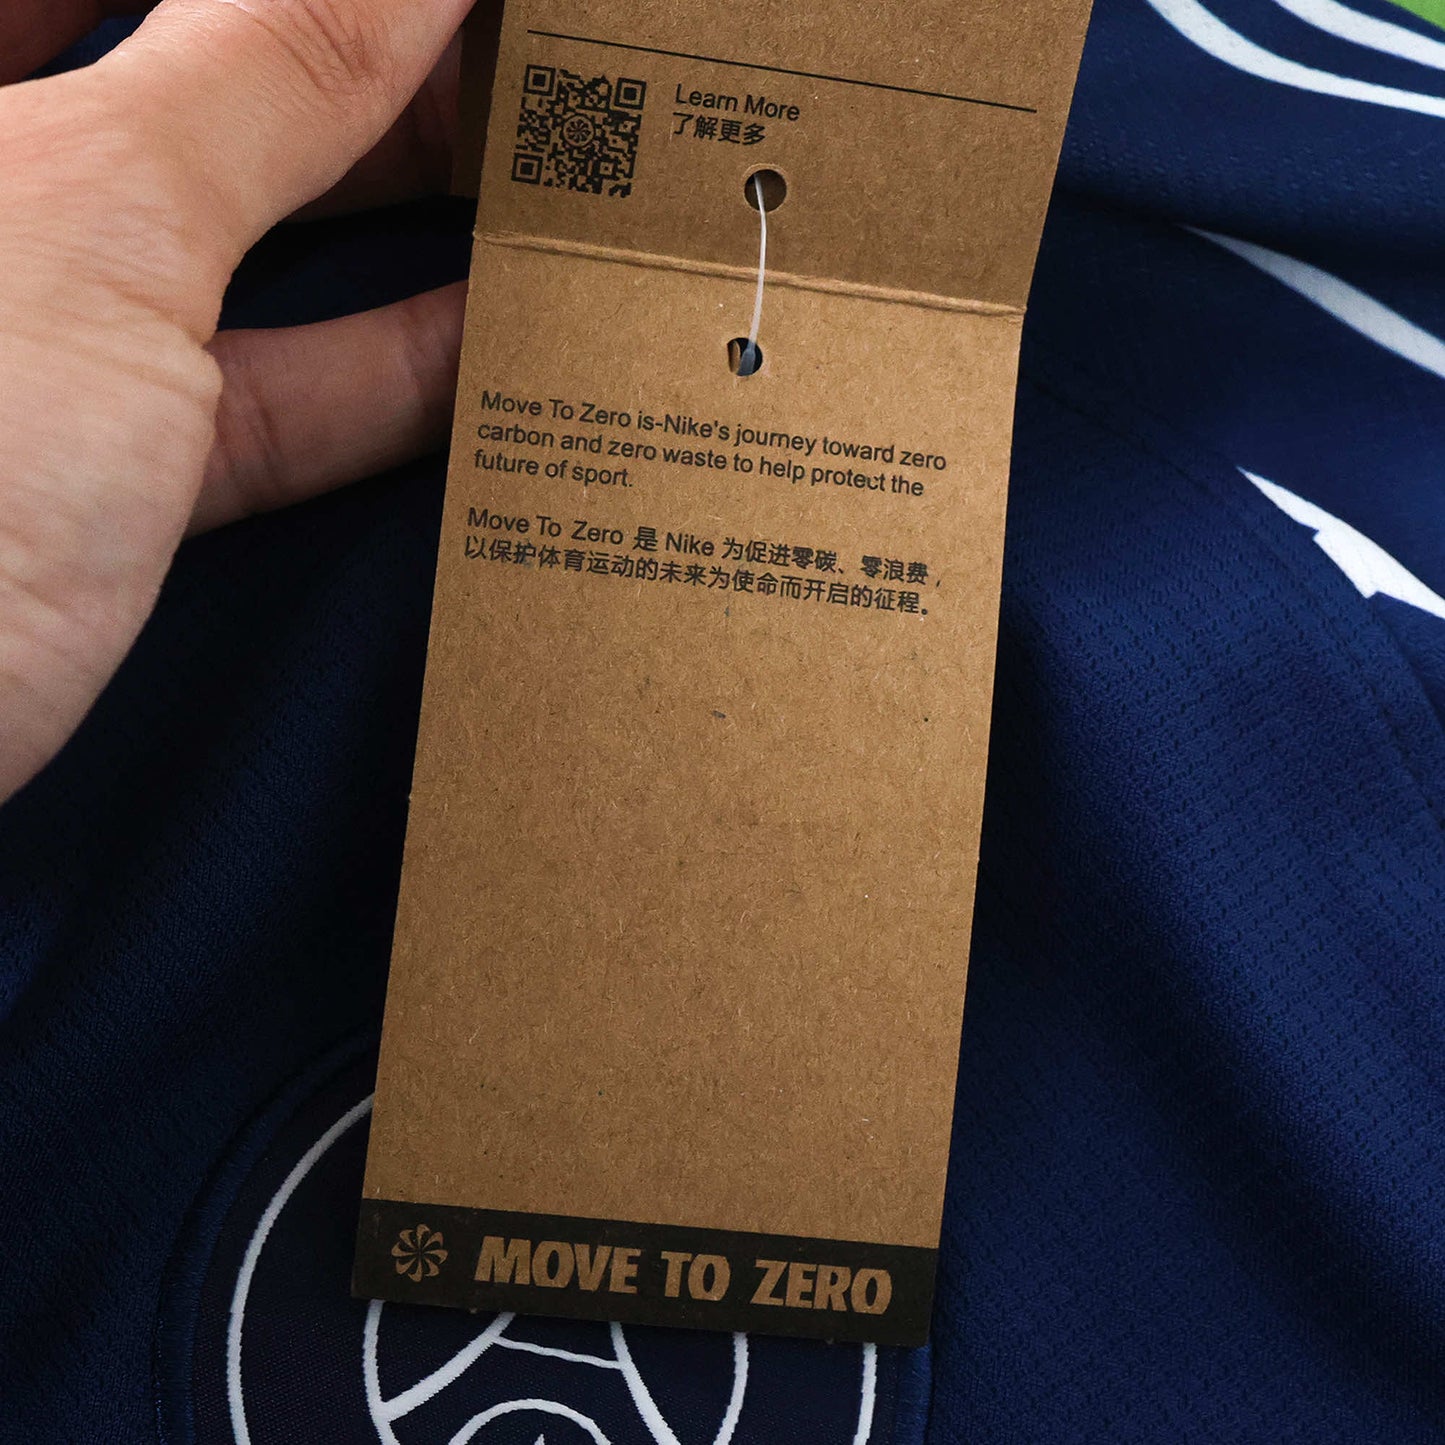 Learn More
了解更多
Move To Zero is-Nike's journey toward zero
carbon and zero waste to help protect the
future of sport.
Move To Zero 是 Nike 为促进零碳、零浪费，
以保护体育运动的未来为使命而开启的征程。
MOVE TO ZERO